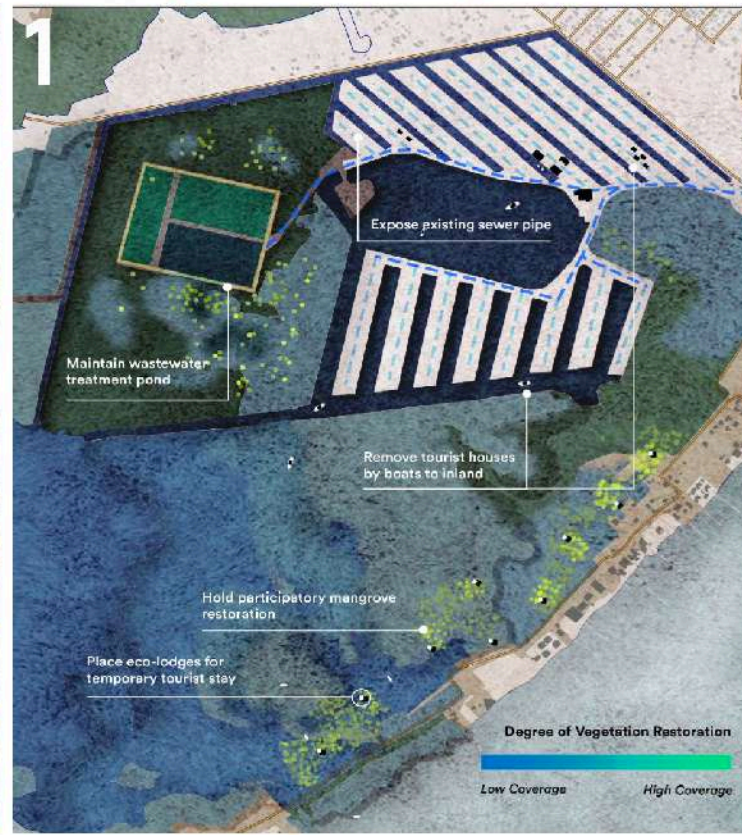 1
Expose existing sewer pipe
Maintain wastewater
treatment pond
Remove tourist houses
by boats to inland
Hold participatory mangrove
restoration
Place eco-lodges for
temporary tourist stay
Degree of Vegetation Restoration
Low Coverage
High Coverage